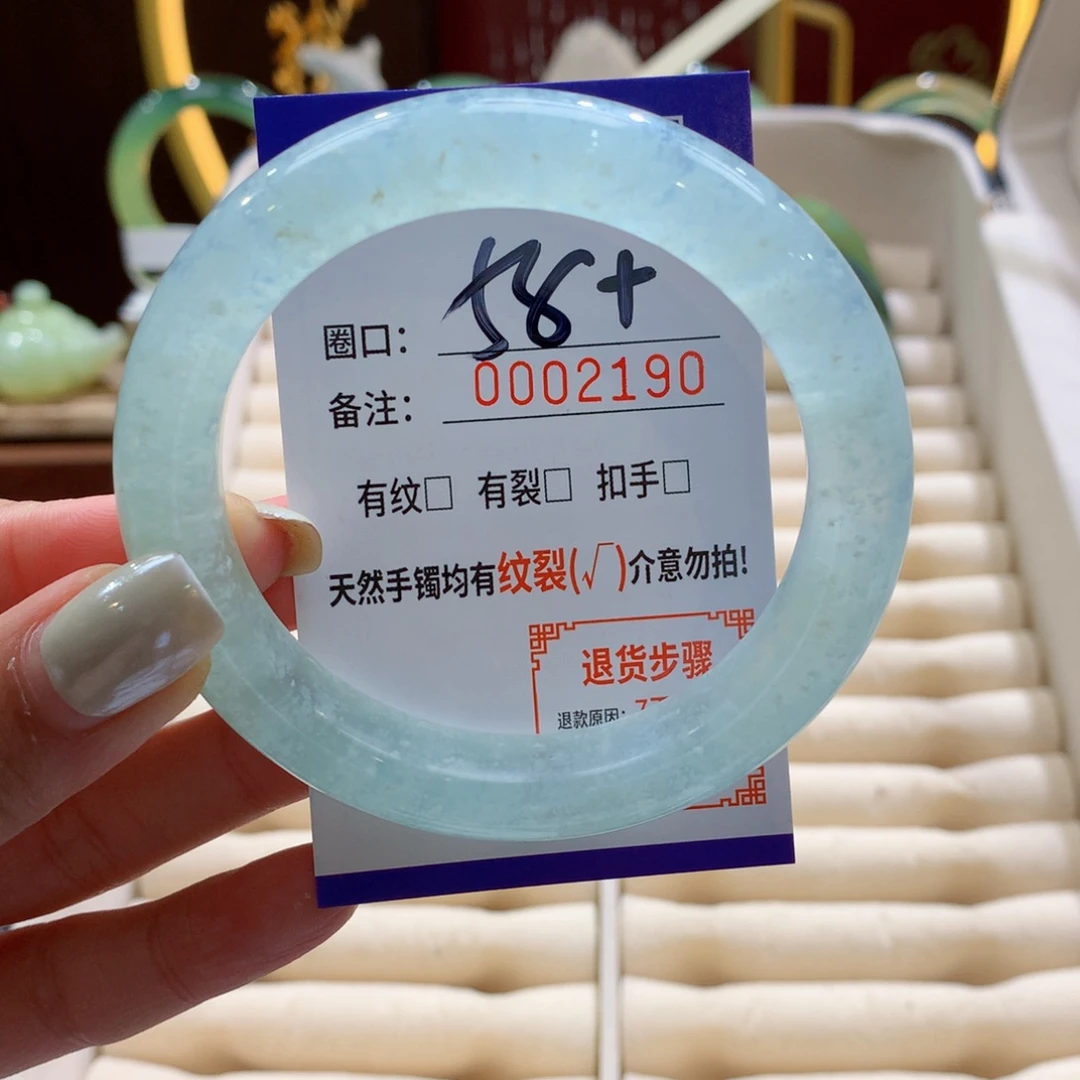 圈口： 58+
备注： 0002190
有纹□ 有裂□ 扣手□
天然手镯均有纹裂(√)介意勿拍！
退货步骤
退款原因：